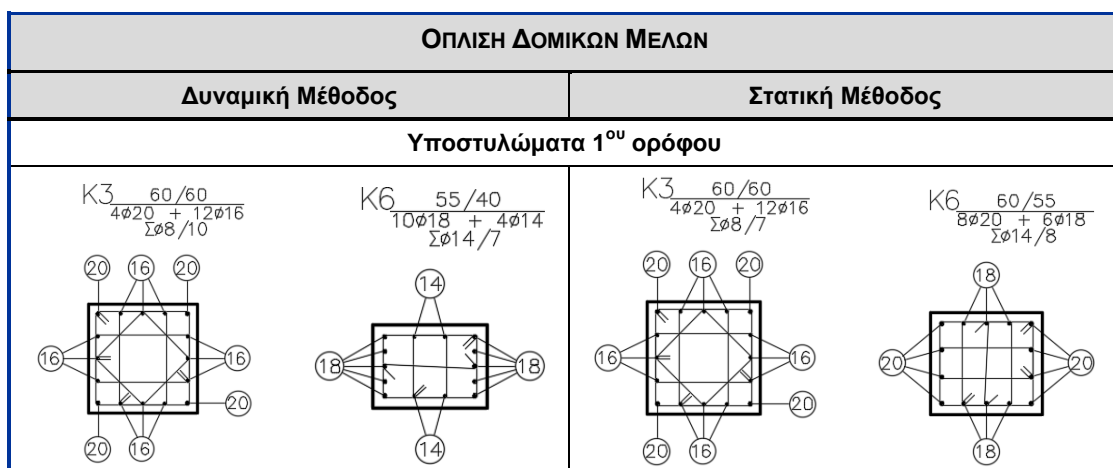 ΟΠΛΙΣΗ ΔΟΜΙΚΩΝ ΜΕΛΩΝ
Δυναμική Μέθοδος
Στατική Μέθοδος
Υποστυλώματα 1ου ορόφου
K3 60/60
4ø20 + 12ø16
Σø8/10
20 16 20
16 16
20
20 16
K6 55/40
10ø18 + 4ø14
Σø14/7
14
18 18
14
K3 60/60
4ø20 + 12ø16
Σø8/7
20 16 20
16 16
20
20 16
K6 60/55
8ø20 + 6ø18
Σø14/8
18
20 20
18